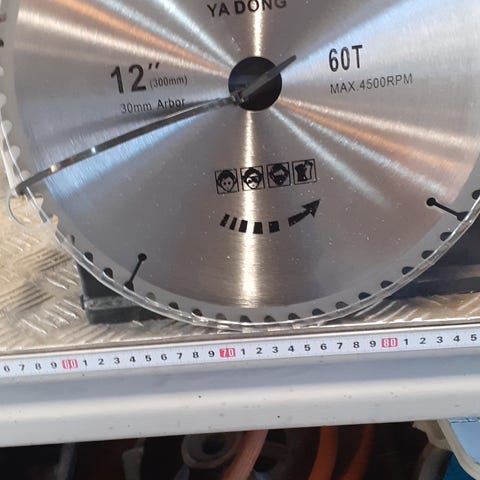 YA DONG
12" (300mm)
30mm Arbor
60T
MAX.4500RPM
6 7 8 9 60 1 2 3 4 5 6 7 8 9 70 1 2 3 4 5 6 7 8 9 80 1 2 3 4 5